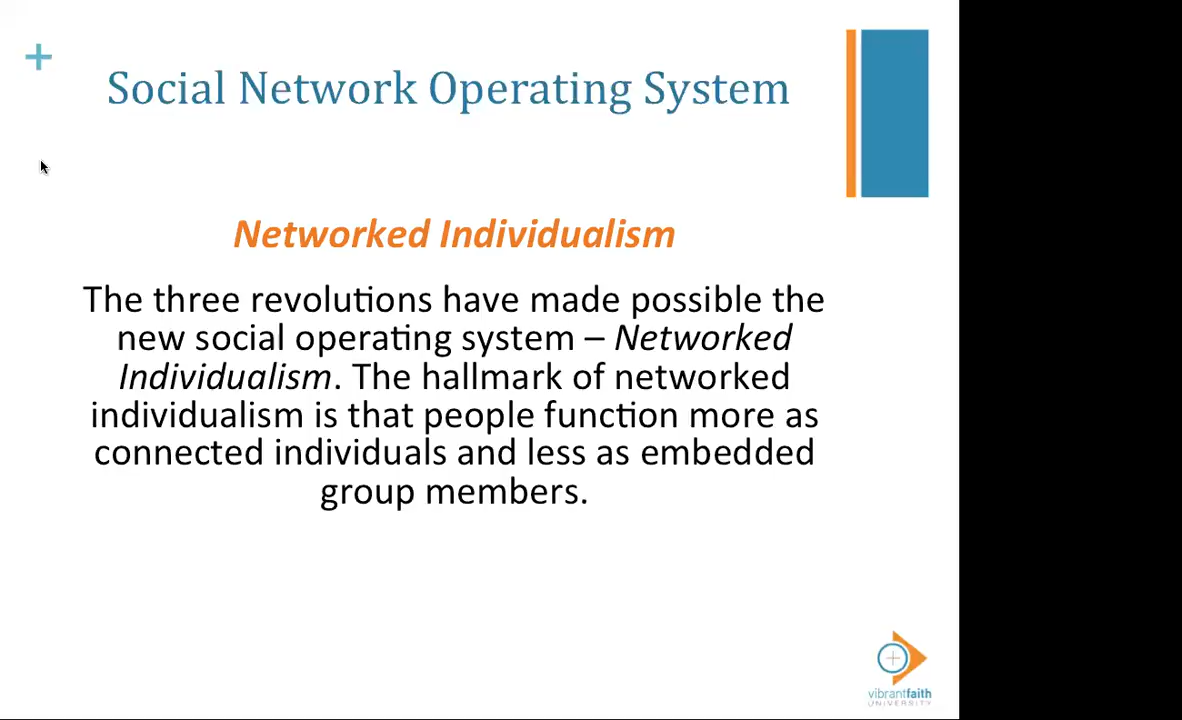 +
Social Network Operating System
Networked Individualism
The three revolutions have made possible the
new social operating system – Networked
Individualism. The hallmark of networked
individualism is that people function more as
connected individuals and less as embedded
group members.
vibrantfaith
UNIVERSITY